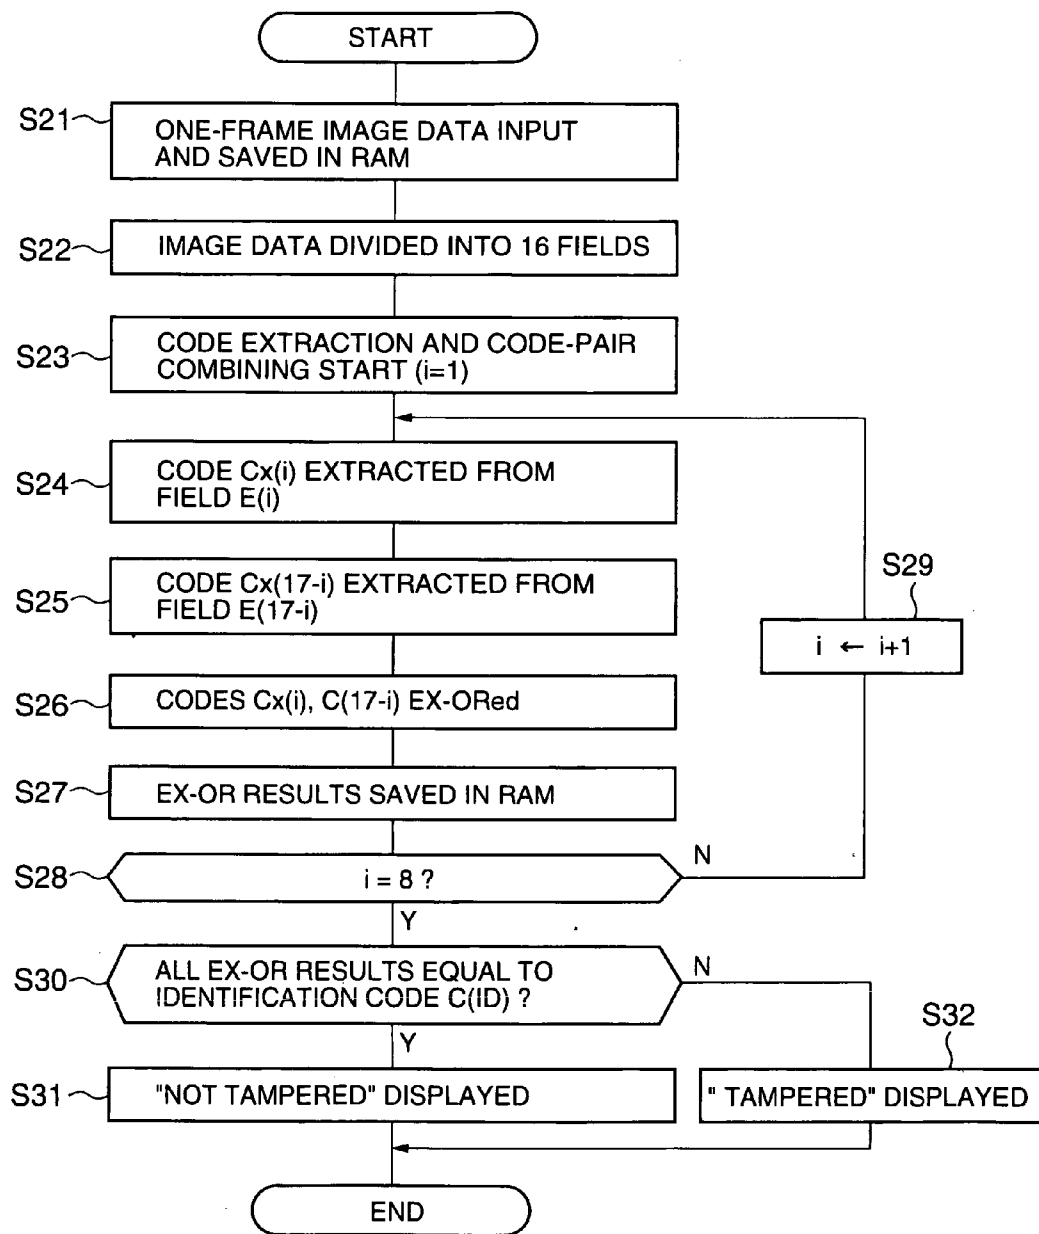 START
S21
ONE-FRAME IMAGE DATA INPUT
AND SAVED IN RAM
S22
IMAGE DATA DIVIDED INTO 16 FIELDS
S23
CODE EXTRACTION AND CODE-PAIR
COMBINING START (i=1)
S24
CODE Cx(i) EXTRACTED FROM
FIELD E(i)
S25
CODE Cx(17-i) EXTRACTED FROM
FIELD E(17-i)
S29
i ← i+1
S26
CODES Cx(i), C(17-i) EX-ORed
S27
EX-OR RESULTS SAVED IN RAM
S28
i = 8 ?
N
Y
S30
ALL EX-OR RESULTS EQUAL TO
IDENTIFICATION CODE C(ID) ?
N
Y
S31
"NOT TAMPERED" DISPLAYED
S32
" TAMPERED" DISPLAYED
END